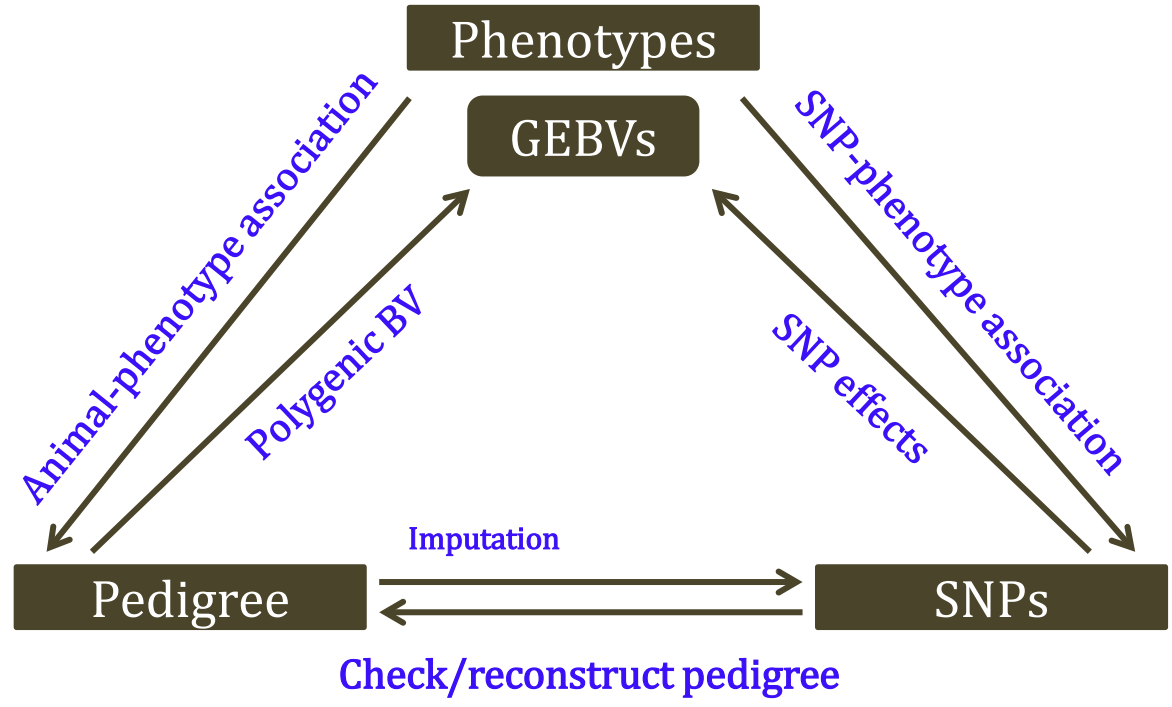 Phenotypes
GEBVs
Animal-phenotype association
SNP-phenotype association
Polygenic BV
SNP effects
Imputation
Pedigree
SNPs
Check/reconstruct pedigree